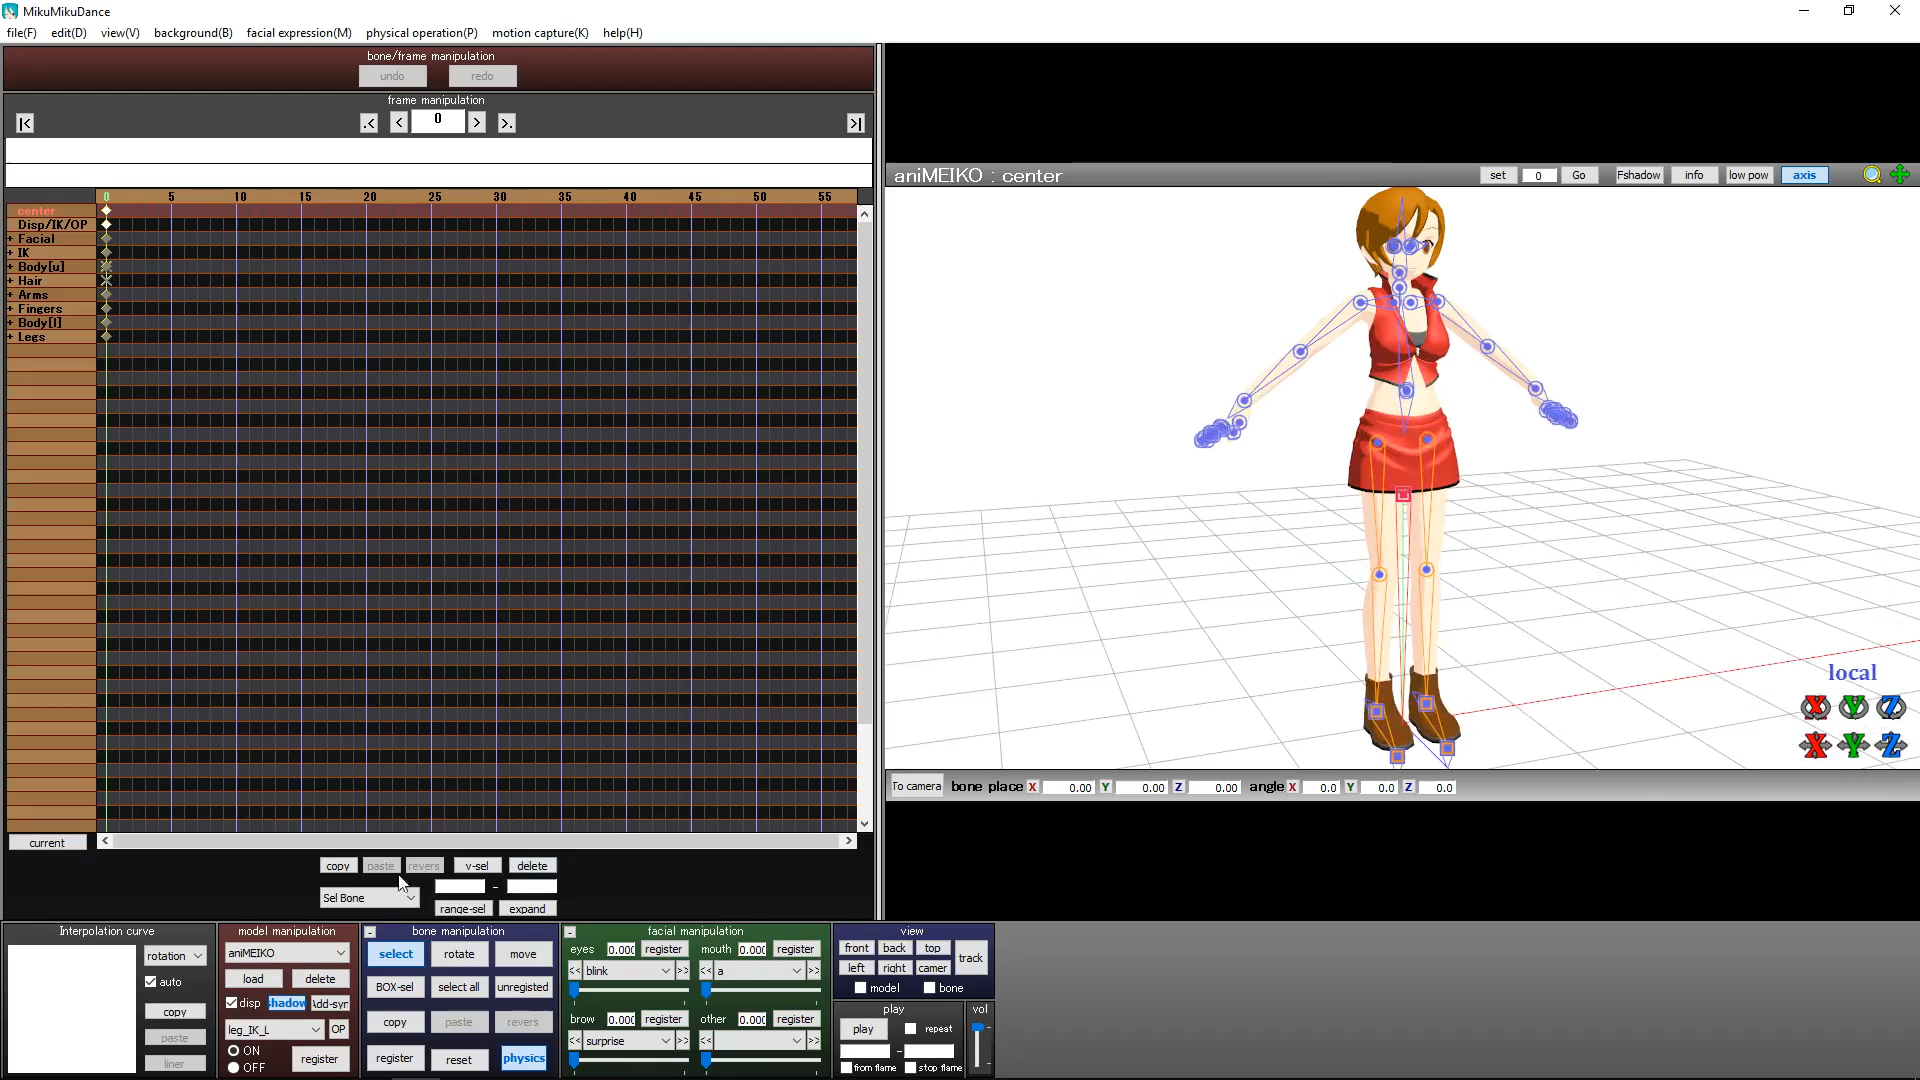 MikuMikuDance
file(F) edit(D) view(V) background(B) facial expression(M) physical operation(P) motion capture(K) help(H)
bone/frame manipulation
undo redo
frame manipulation
|< .< < 0 > >. >|
aniMEIKO : center set 0 Go Fshadow info low pow axis
0 5 10 15 20 25 30 35 40 45 50 55
center
Disp/IK/OP
+ Facial
+ IK
+ Body[u]
+ Hair
+ Arms
+ Fingers
+ Body[l]
+ Legs
local
X Y Z
X Y Z
To camera bone place X 0.00 Y 0.00 Z 0.00 angle X 0.0 Y 0.0 Z 0.0
current < >
copy paste revers v-sel delete
-
Sel Bone range-sel expand
Interpolation curve
rotation
auto
copy
paste
liner
model manipulation
aniMEIKO
load delete
disp shadow Add-syn
leg_IK_L OP
ON
OFF
register
- bone manipulation
select rotate move
BOX-sel select all unregisted
copy paste revers
register reset physics
- facial manipulation
eyes 0.000 register mouth 0.000 register
<< blink >> << a >>
brow 0.000 register other 0.000 register
<< surprise >> << >>
view
front back top
left right camer
track
model bone
play
play repeat
-
from flame stop flame
vol